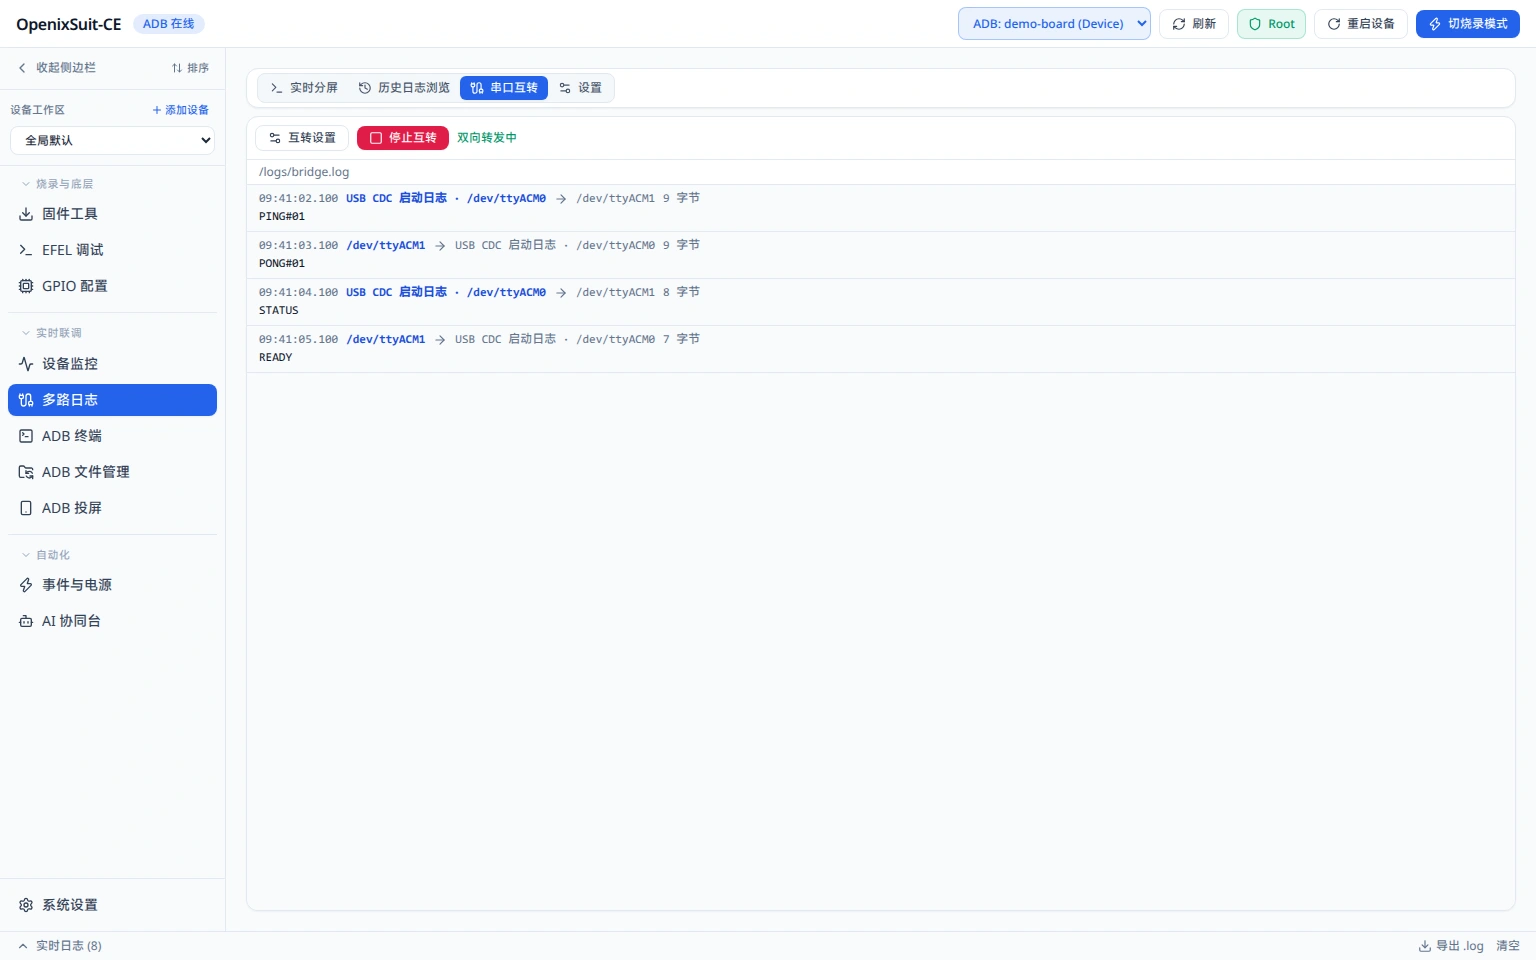 OpenixSuit-CE ADB 在线 ADB: demo-board (Device) 刷新 Root 重启设备 切烧录模式
收起侧边栏 排序
设备工作区 + 添加设备
全局默认
烧录与底层
固件工具
EFEL 调试
GPIO 配置
实时联调
设备监控
多路日志
ADB 终端
ADB 文件管理
ADB 投屏
自动化
事件与电源
AI 协同台
系统设置
实时分屏 历史日志浏览 串口互转 设置
互转设置 停止互转 双向转发中
/logs/bridge.log
09:41:02.100 USB CDC 启动日志 · /dev/ttyACM0 → /dev/ttyACM1 9 字节
PING#01
09:41:03.100 /dev/ttyACM1 → USB CDC 启动日志 · /dev/ttyACM0 9 字节
PONG#01
09:41:04.100 USB CDC 启动日志 · /dev/ttyACM0 → /dev/ttyACM1 8 字节
STATUS
09:41:05.100 /dev/ttyACM1 → USB CDC 启动日志 · /dev/ttyACM0 7 字节
READY
实时日志 (8) 导出 .log 清空